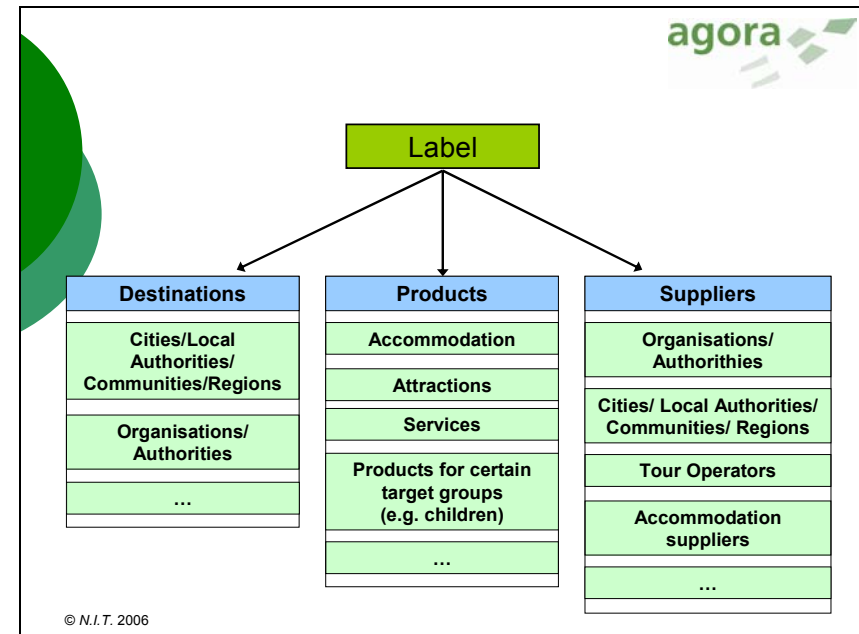 agora
Label
Destinations
Cities/Local
Authorities/
Communities/Regions
Organisations/
Authorities
…
Products
Accommodation
Attractions
Services
Products for certain
target groups
(e.g. children)
…
Suppliers
Organisations/
Authorithies
Cities/ Local Authorities/
Communities/ Regions
Tour Operators
Accommodation
suppliers
…
© N.I.T. 2006